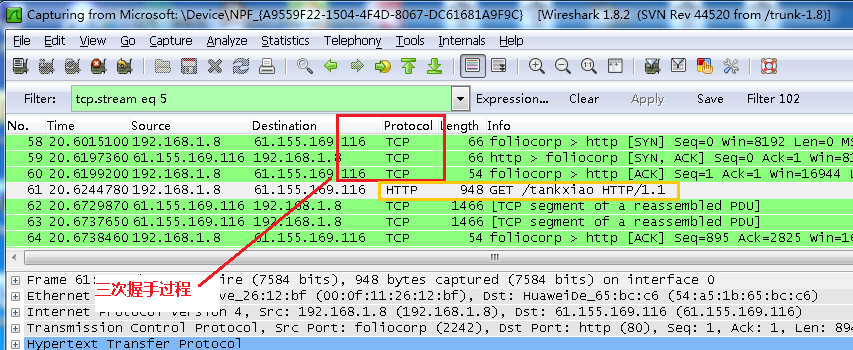 Capturing from Microsoft: \Device\NPF_{A9559F22-1504-4F4D-8067-DC61681A9F9C} [Wireshark 1.8.2 (SVN Rev 44520 from /trunk-1.8)]
File Edit View Go Capture Analyze Statistics Telephony Tools Internals Help
Filter: tcp.stream eq 5 Expression... Clear Apply Save Filter 102
No. Time Source Destination Protocol Length Info
58 20.6015100 192.168.1.8 61.155.169.116 TCP 66 foliocorp > http [SYN] Seq=0 Win=8192 Len=0 MS
59 20.6197360 61.155.169.116 192.168.1.8 TCP 66 http > foliocorp [SYN, ACK] Seq=0 Ack=1 Win=8
60 20.6199200 192.168.1.8 61.155.169.116 TCP 54 foliocorp > http [ACK] Seq=1 Ack=1 Win=16944 L
61 20.6244780 192.168.1.8 61.155.169.116 HTTP 948 GET /tankxiao HTTP/1.1
62 20.6729870 61.155.169.116 192.168.1.8 TCP 1466 [TCP segment of a reassembled PDU]
63 20.6737650 61.155.169.116 192.168.1.8 TCP 1466 [TCP segment of a reassembled PDU]
64 20.6738460 192.168.1.8 61.155.169.116 TCP 54 foliocorp > http [ACK] Seq=895 Ack=2825 Win=16
Frame 61: ire (7584 bits), 948 bytes captured (7584 bits) on interface 0
三次握手过程
Ethernet ve_26:12:bf (00:0f:11:26:12:bf), Dst: HuaweiDe_65:bc:c6 (54:a5:1b:65:bc:c6)
Internet Protocol Version 4, Src: 192.168.1.8 (192.168.1.8), Dst: 61.155.169.116 (61.155.169.116)
Transmission Control Protocol, Src Port: foliocorp (2242), Dst Port: http (80), Seq: 1, Ack: 1, Len: 894
Hypertext Transfer Protocol